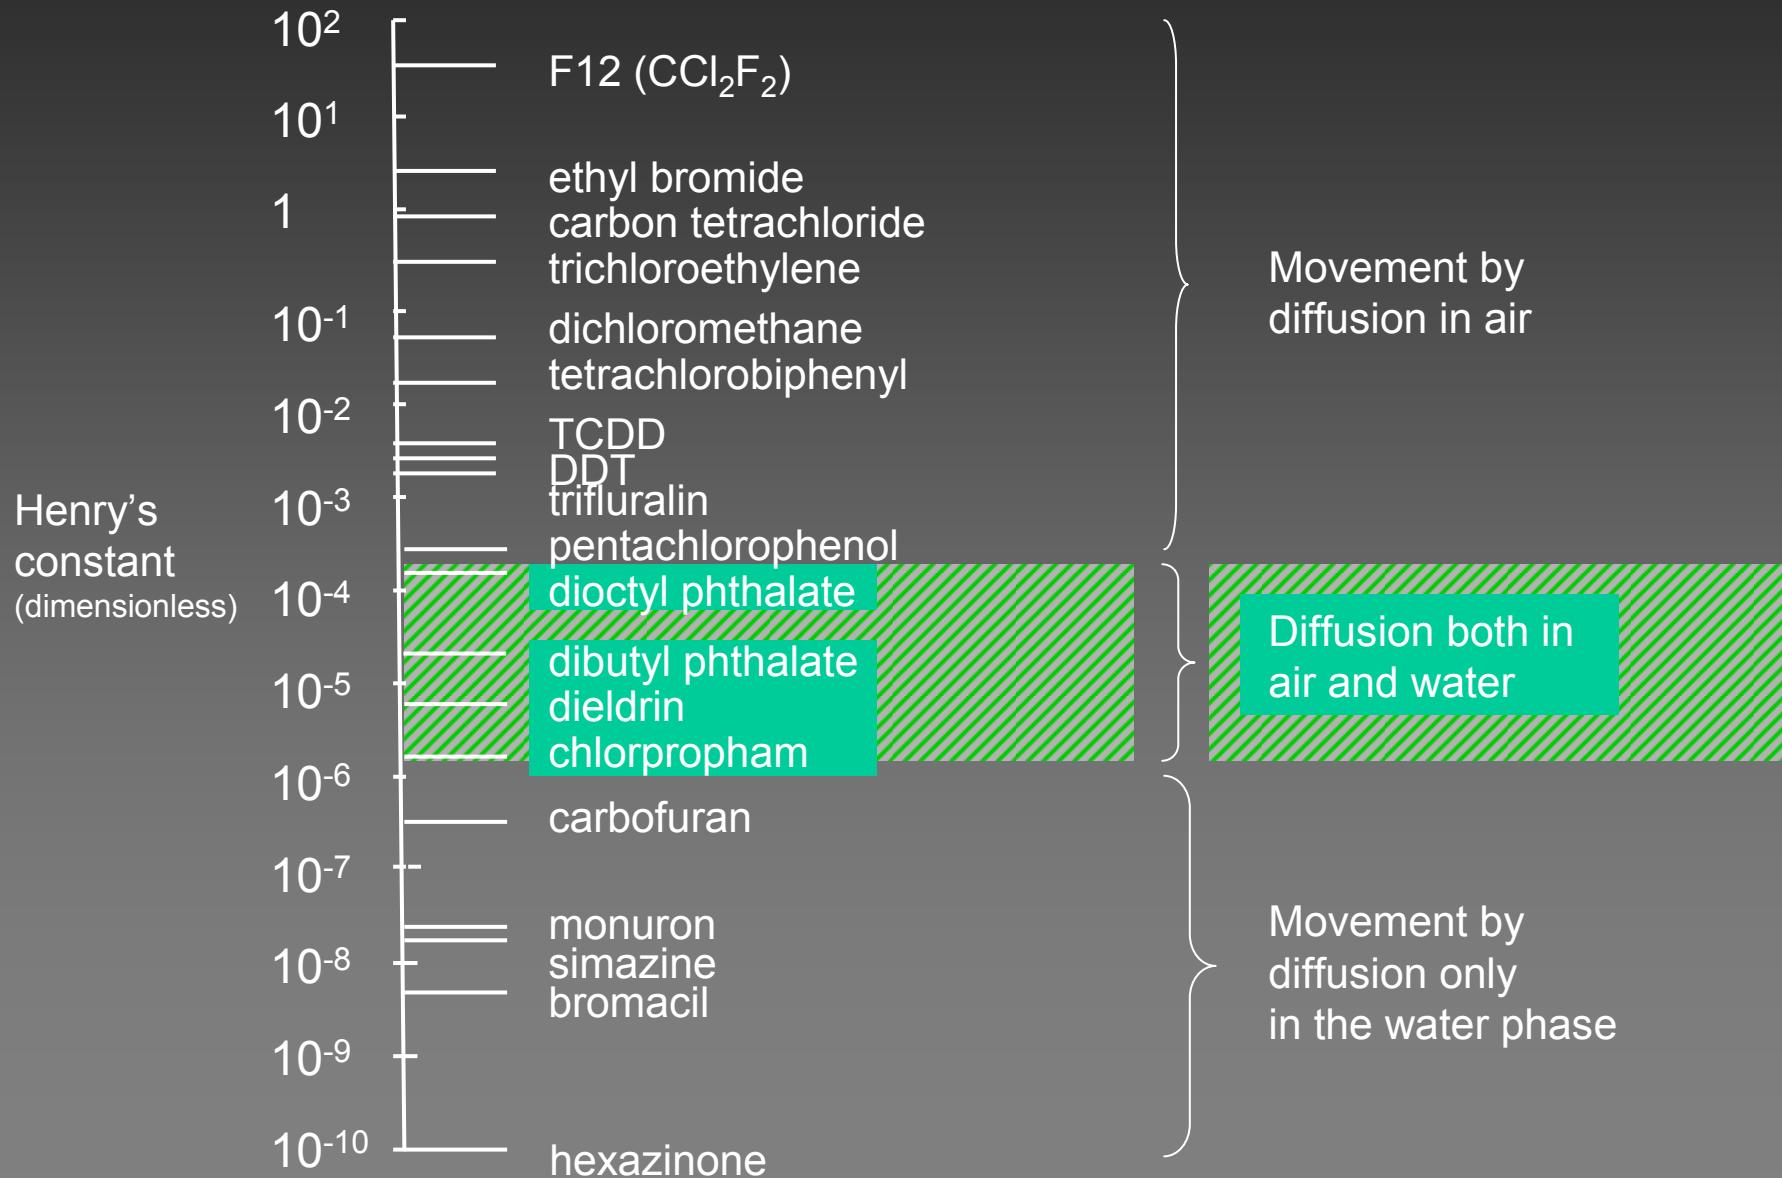 10²
F12 (CCl₂F₂)
10¹
ethyl bromide
1
carbon tetrachloride
trichloroethylene
Movement by
diffusion in air
10⁻¹
dichloromethane
tetrachlorobiphenyl
10⁻²
TCDD
DDT
trifluralin
10⁻³
Henry’s
constant
(dimensionless)
pentachlorophenol
dioctyl phthalate
10⁻⁴
Diffusion both in
air and water
dibutyl phthalate
10⁻⁵
dieldrin
chlorpropham
10⁻⁶
carbofuran
10⁻⁷
monuron
simazine
10⁻⁸
bromacil
Movement by
diffusion only
in the water phase
10⁻⁹
10⁻¹⁰
hexazinone